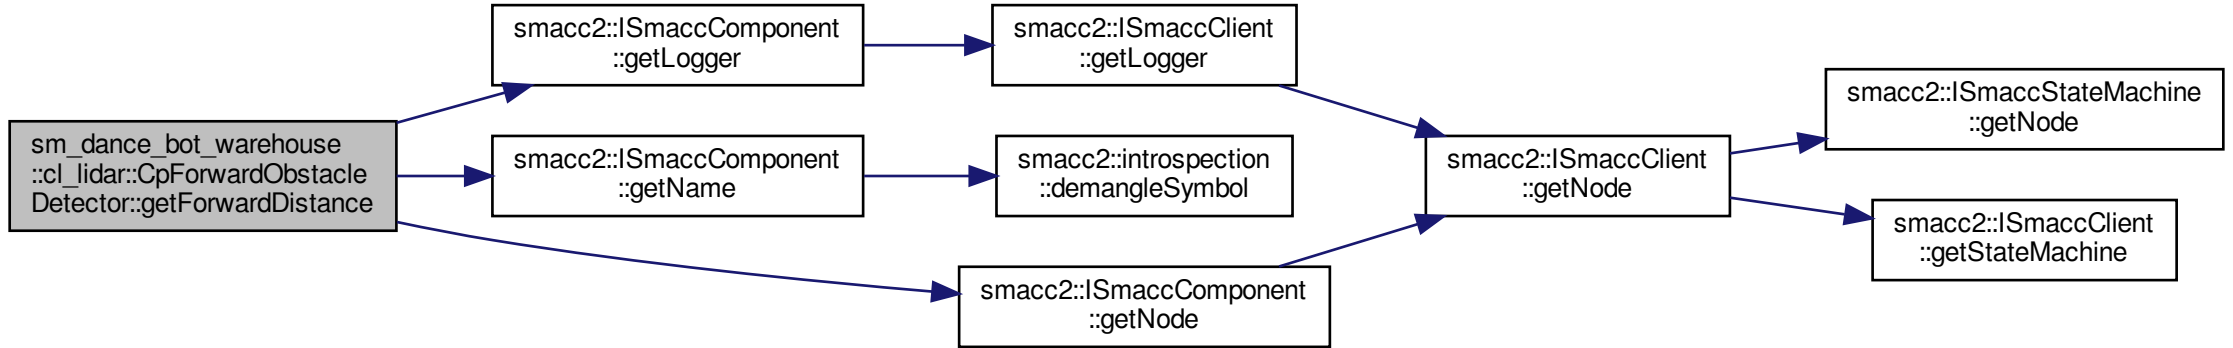 sm_dance_bot_warehouse
::cl_lidar::CpForwardObstacle
Detector::getForwardDistance
smacc2::ISmaccComponent
::getLogger
smacc2::ISmaccClient
::getLogger
smacc2::ISmaccComponent
::getName
smacc2::introspection
::demangleSymbol
smacc2::ISmaccComponent
::getNode
smacc2::ISmaccClient
::getNode
smacc2::ISmaccStateMachine
::getNode
smacc2::ISmaccClient
::getStateMachine